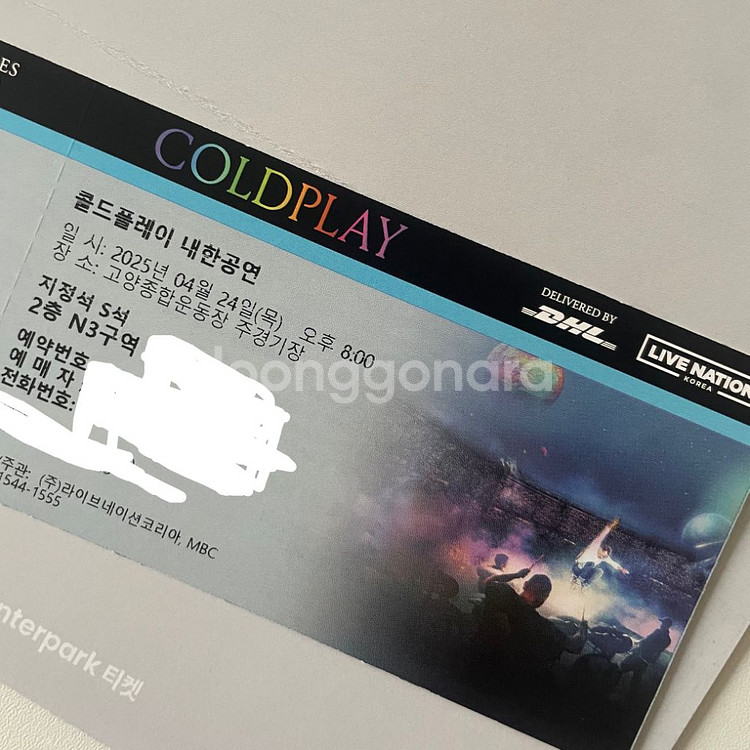 ES
COLDPLAY
콜드플레이 내한공연
일 시: 2025년 04월 24일(목) 오후 8:00
장 소: 고양종합운동장 주경기장
지정석 S석
2층 N3구역
예약번호
예 매 자
전화번호:
주관: (주)라이브네이션코리아, MBC
1544-1555
DELIVERED BY
DHL
LIVE NATION
KOREA
joonggonara
nterpark 티켓